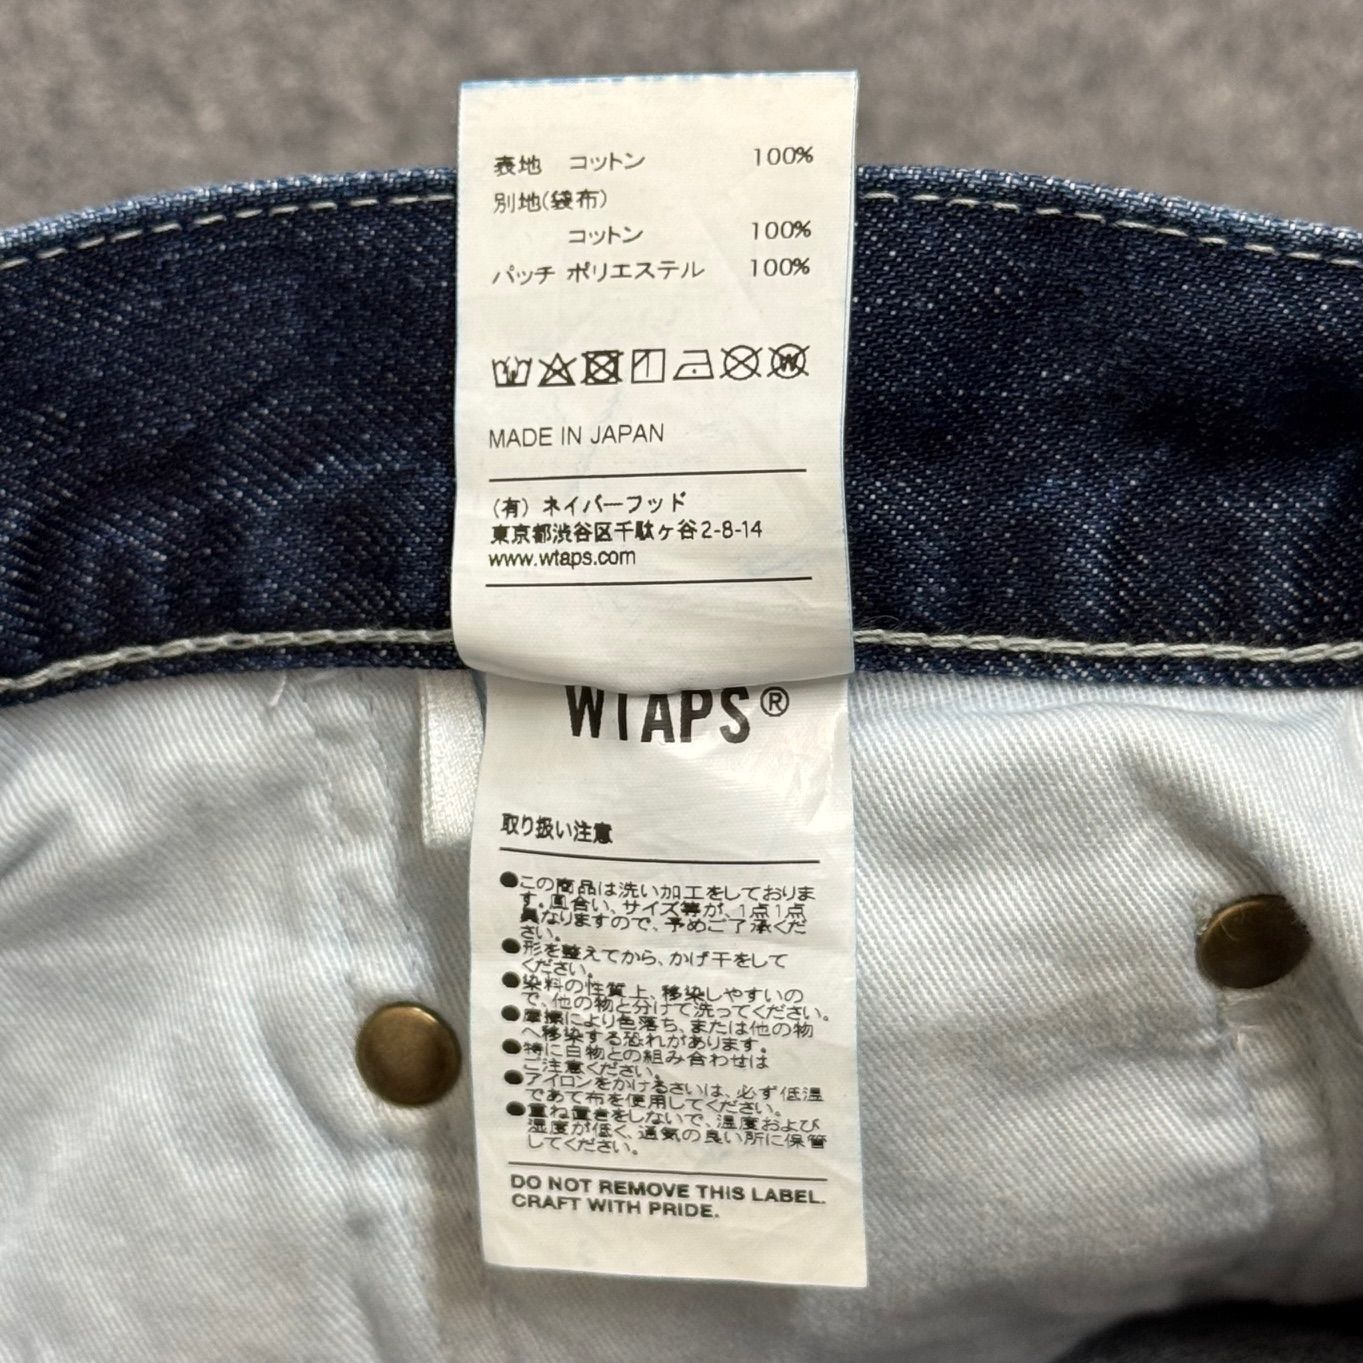 表地 コットン 100%
別地(袋布)
コットン 100%
パッチ ポリエステル 100%
MADE IN JAPAN
(有) ネイバーフッド
東京都渋谷区千駄ヶ谷2-8-14
www.wtaps.com
WTAPS®
取り扱い注意
●この商品は洗い加工をしておりま
す。風合い、サイズ等が、1点1点
異なりますので、予めご了承くだ
さい。
●形を整えてから、かげ干をして
ください。
●染料の性質上、移染しやすいの
で、他の物と分けて洗ってください。
●摩擦により色落ち、または他の物
へ移染する恐れがあります。
●特に白物との組み合わせは
ご注意ください。
●アイロンをかけるさいは、必ず低温
であて布を使用してください。
●重ね置きをしないで、温度および
湿度が低く、通気の良い所に保管
してください。
DO NOT REMOVE THIS LABEL.
CRAFT WITH PRIDE.